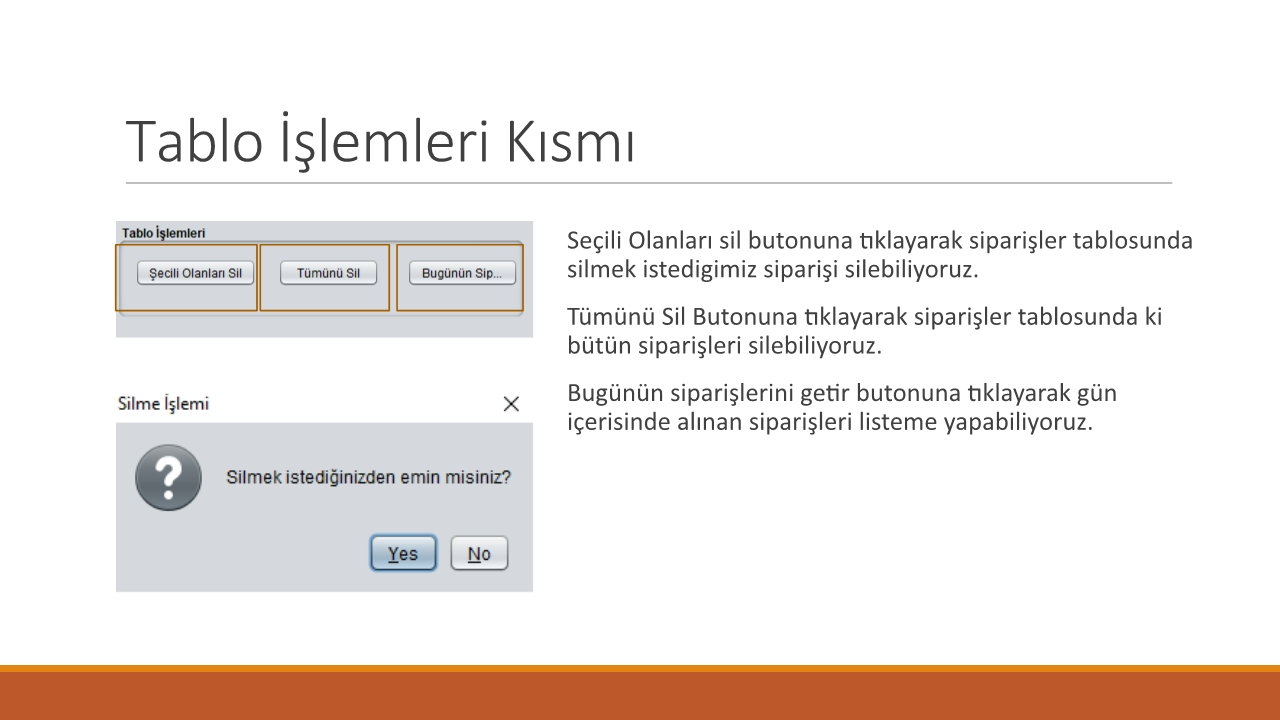 Tablo İşlemleri Kısmı
Tablo İşlemleri
Şecili Olanları Sil
Tümünü Sil
Bugünün Sip...
Silme İşlemi
Silmek istediğinizden emin misiniz?
Yes
No
Seçili Olanları sil butonuna tıklayarak siparişler tablosunda
silmek istedigimiz siparişi silebiliyoruz.
Tümünü Sil Butonuna tıklayarak siparişler tablosunda ki
bütün siparişleri silebiliyoruz.
Bugünün siparişlerini getir butonuna tıklayarak gün
içerisinde alınan siparişleri listeme yapabiliyoruz.